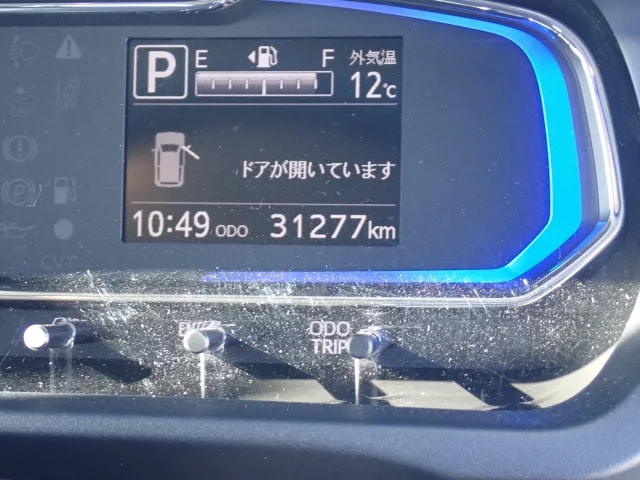 P E F 外気温
12℃
ドアが開いています
10:49 ODO 31277km
ODO
TRIP